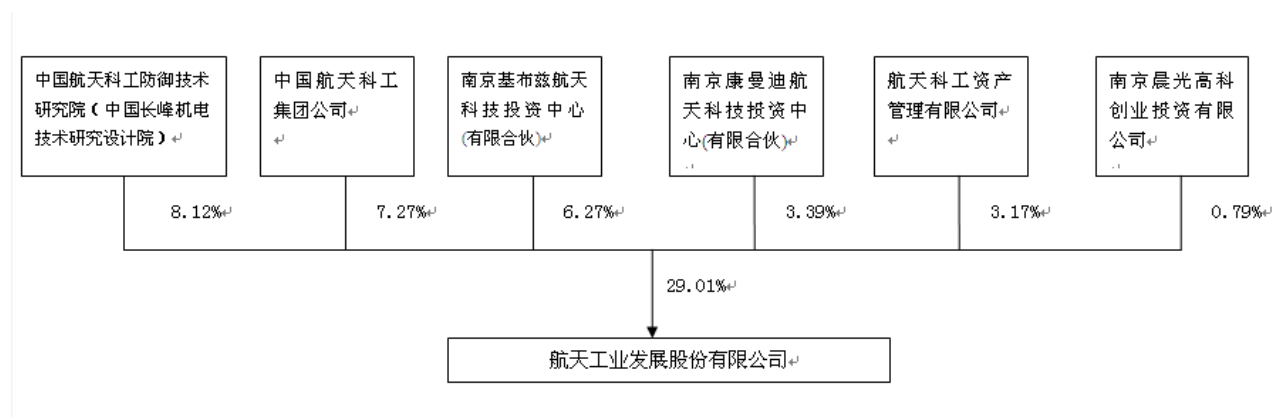 中国航天科工防御技术
研究院（中国长峰机电
技术研究设计院）
中国航天科工
集团公司
南京基布兹航天
科技投资中心
(有限合伙)
南京康曼迪航
天科技投资中
心(有限合伙)
航天科工资产
管理有限公司
南京晨光高科
创业投资有限
公司
8.12%
7.27%
6.27%
3.39%
3.17%
0.79%
29.01%
航天工业发展股份有限公司